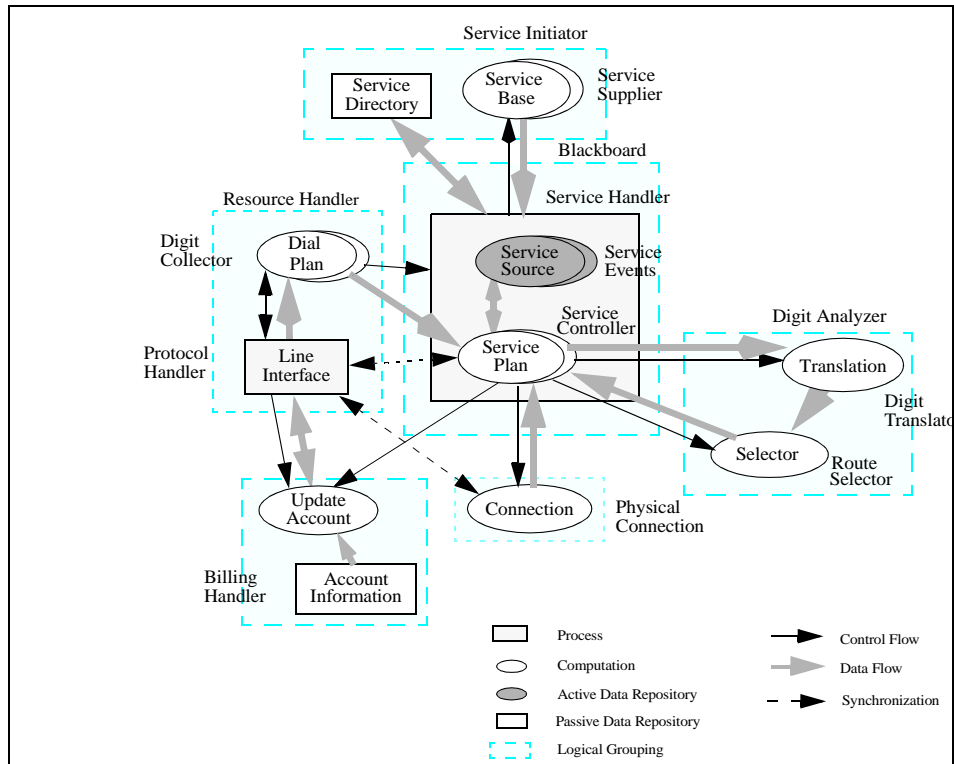 Service Initiator
Service
Directory
Service
Base
Service
Supplier
Blackboard
Service Handler
Resource Handler
Digit
Collector
Dial
Plan
Service
Source
Service
Events
Service
Controller
Digit Analyzer
Protocol
Handler
Line
Interface
Service
Plan
Translation
Digit
Translato
Selector
Route
Selector
Update
Account
Connection
Physical
Connection
Billing
Handler
Account
Information
Process
Computation
Active Data Repository
Passive Data Repository
Logical Grouping
Control Flow
Data Flow
Synchronization